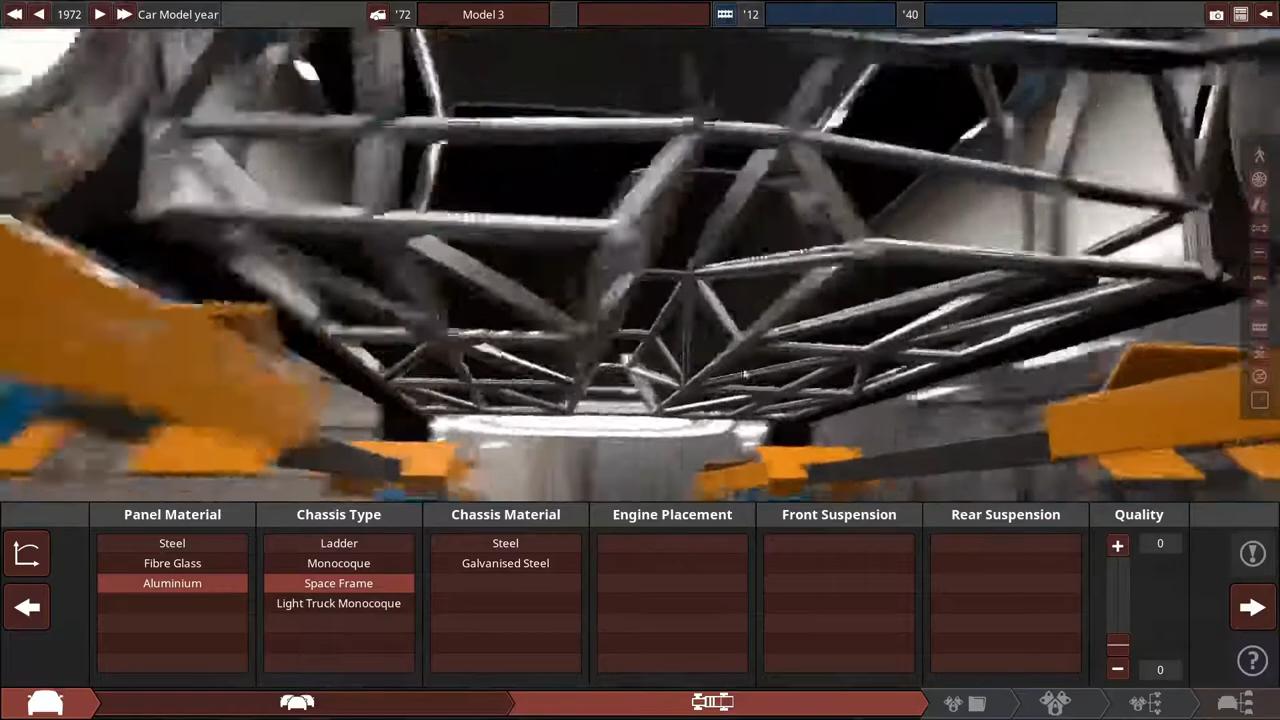 1972 Car Model year '72 Model 3 '12 '40
Panel Material Chassis Type Chassis Material Engine Placement Front Suspension Rear Suspension Quality
Steel Ladder Steel 0
Fibre Glass Monocoque Galvanised Steel
Aluminium Space Frame
Light Truck Monocoque
0